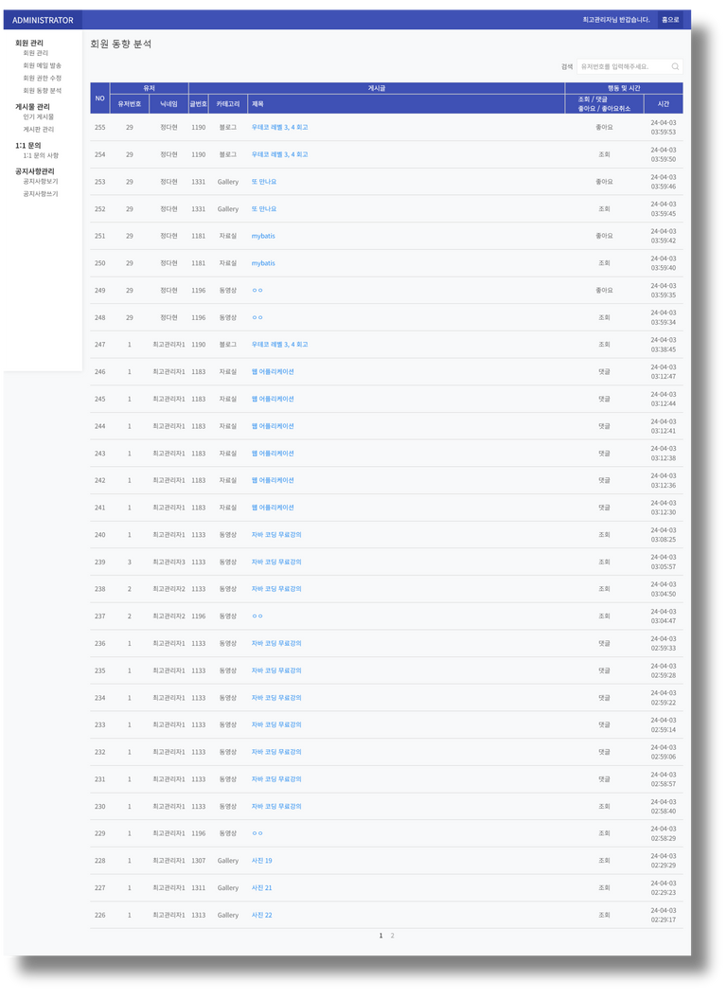 ADMINISTRATOR
최고관리자님 반갑습니다. 홈으로
회원 관리
회원 관리
회원 메일 발송
회원 권한 수정
회원 동향 분석
게시물 관리
인기 게시물
게시판 관리
1:1 문의
1:1 문의 사항
공지사항관리
공지사항보기
공지사항쓰기
회원 동향 분석
검색 유저번호를 입력해주세요.
NO 유저 게시글 행동 및 시간
유저번호 닉네임 글번호 카테고리 제목 조회 / 댓글 시간
좋아요 / 좋아요취소
255 29 정다현 1190 블로그 우테코 레벨 3, 4 회고 좋아요 24-04-03
03:59:53
254 29 정다현 1190 블로그 우테코 레벨 3, 4 회고 조회 24-04-03
03:59:50
253 29 정다현 1331 Gallery 또 만나요 좋아요 24-04-03
03:59:46
252 29 정다현 1331 Gallery 또 만나요 조회 24-04-03
03:59:45
251 29 정다현 1181 자료실 mybatis 좋아요 24-04-03
03:59:42
250 29 정다현 1181 자료실 mybatis 조회 24-04-03
03:59:40
249 29 정다현 1196 동영상 ㅇㅇ 좋아요 24-04-03
03:59:35
248 29 정다현 1196 동영상 ㅇㅇ 조회 24-04-03
03:59:34
247 1 최고관리자1 1190 블로그 우테코 레벨 3, 4 회고 조회 24-04-03
03:38:45
246 1 최고관리자1 1183 자료실 웹 어플리케이션 댓글 24-04-03
03:12:47
245 1 최고관리자1 1183 자료실 웹 어플리케이션 댓글 24-04-03
03:12:44
244 1 최고관리자1 1183 자료실 웹 어플리케이션 댓글 24-04-03
03:12:41
243 1 최고관리자1 1183 자료실 웹 어플리케이션 댓글 24-04-03
03:12:38
242 1 최고관리자1 1183 자료실 웹 어플리케이션 댓글 24-04-03
03:12:36
241 1 최고관리자1 1183 자료실 웹 어플리케이션 댓글 24-04-03
03:12:30
240 1 최고관리자1 1133 동영상 자바 코딩 무료강의 조회 24-04-03
03:08:25
239 3 최고관리자3 1133 동영상 자바 코딩 무료강의 조회 24-04-03
03:05:57
238 2 최고관리자2 1133 동영상 자바 코딩 무료강의 조회 24-04-03
03:04:50
237 2 최고관리자2 1196 동영상 ㅇㅇ 조회 24-04-03
03:04:47
236 1 최고관리자1 1133 동영상 자바 코딩 무료강의 댓글 24-04-03
02:59:33
235 1 최고관리자1 1133 동영상 자바 코딩 무료강의 댓글 24-04-03
02:59:28
234 1 최고관리자1 1133 동영상 자바 코딩 무료강의 댓글 24-04-03
02:59:22
233 1 최고관리자1 1133 동영상 자바 코딩 무료강의 댓글 24-04-03
02:59:14
232 1 최고관리자1 1133 동영상 자바 코딩 무료강의 댓글 24-04-03
02:59:06
231 1 최고관리자1 1133 동영상 자바 코딩 무료강의 댓글 24-04-03
02:58:57
230 1 최고관리자1 1133 동영상 자바 코딩 무료강의 조회 24-04-03
02:58:40
229 1 최고관리자1 1196 동영상 ㅇㅇ 조회 24-04-03
02:58:29
228 1 최고관리자1 1307 Gallery 사진 19 조회 24-04-03
02:29:29
227 1 최고관리자1 1311 Gallery 사진 21 조회 24-04-03
02:29:23
226 1 최고관리자1 1313 Gallery 사진 22 조회 24-04-03
02:29:17
1 2